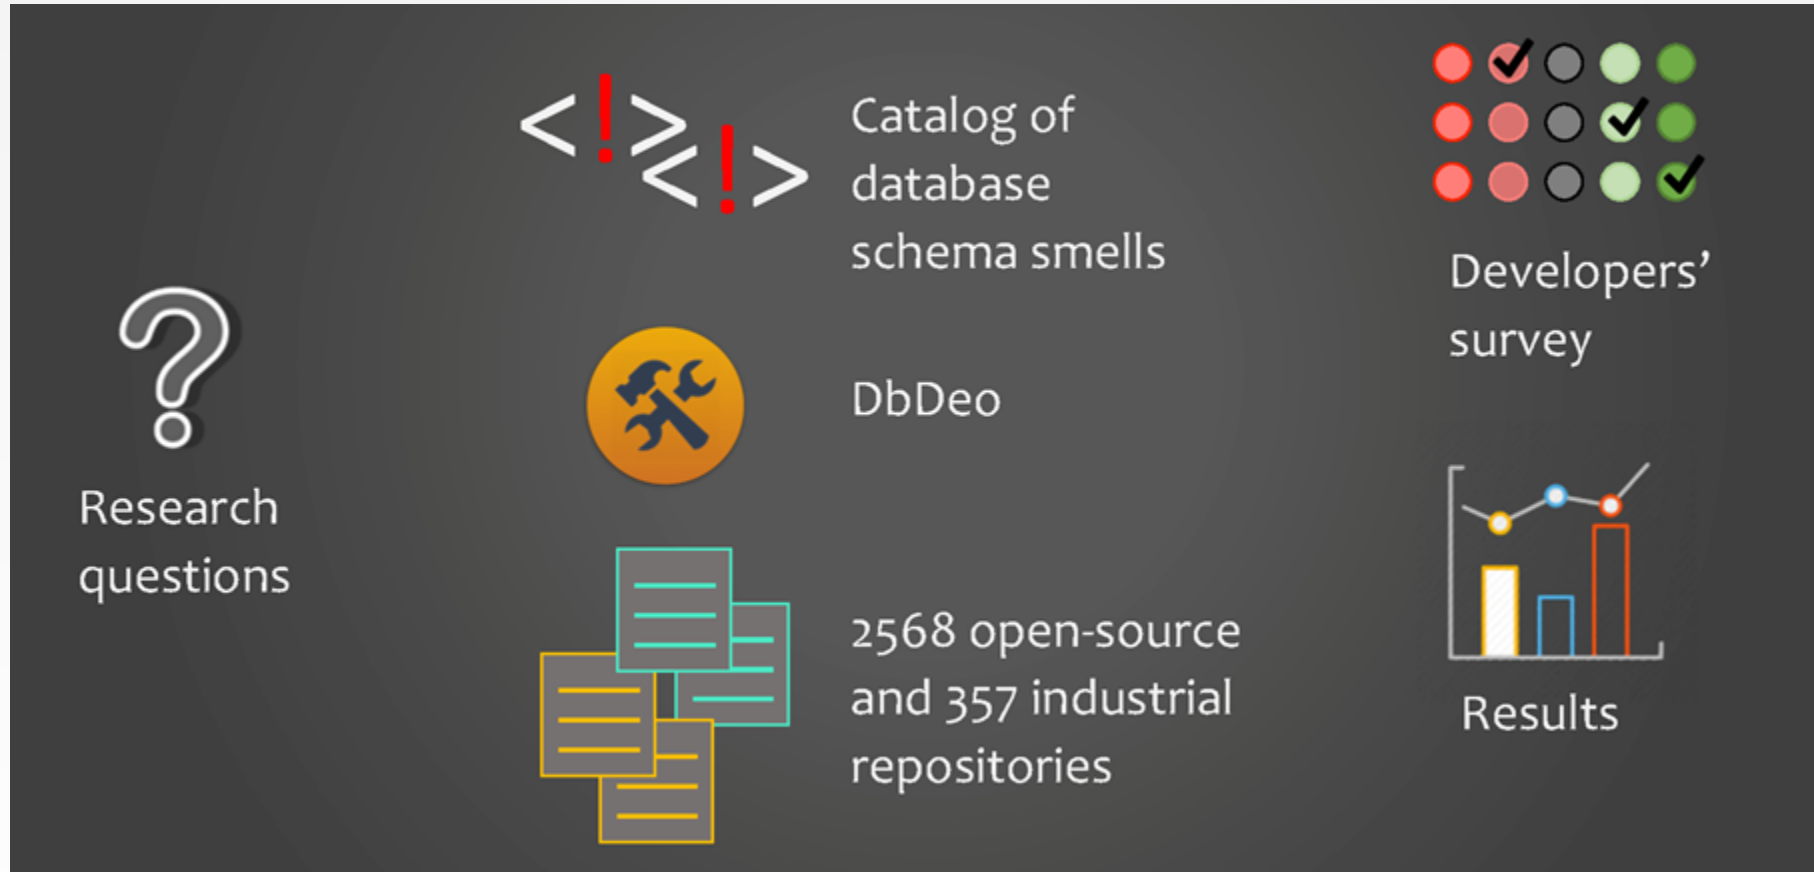 Research
questions
Catalog of
database
schema smells
DbDeo
2568 open-source
and 357 industrial
repositories
Developers’
survey
Results